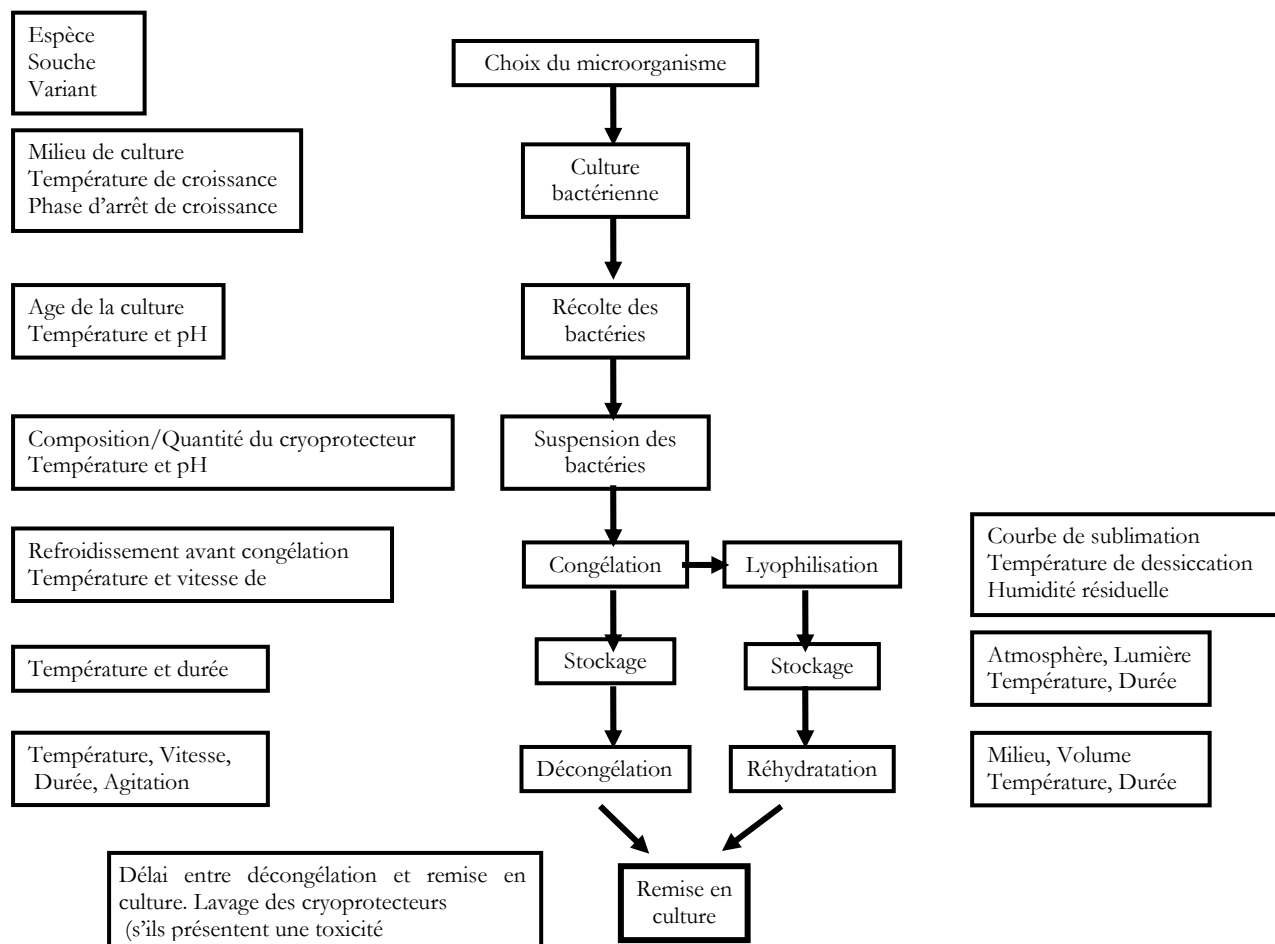 Espèce
Souche
Variant
Choix du microorganisme
Milieu de culture
Température de croissance
Phase d'arrêt de croissance
Culture
bactérienne
Age de la culture
Température et pH
Récolte des
bactéries
Composition/Quantité du cryoprotecteur
Température et pH
Suspension des
bactéries
Refroidissement avant congélation
Température et vitesse de
Congélation
Lyophilisation
Courbe de sublimation
Température de dessiccation
Humidité résiduelle
Température et durée
Stockage
Stockage
Atmosphère, Lumière
Température, Durée
Température, Vitesse,
Durée, Agitation
Décongélation
Réhydratation
Milieu, Volume
Température, Durée
Délai entre décongélation et remise en
culture. Lavage des cryoprotecteurs
(s'ils présentent une toxicité
Remise en
culture